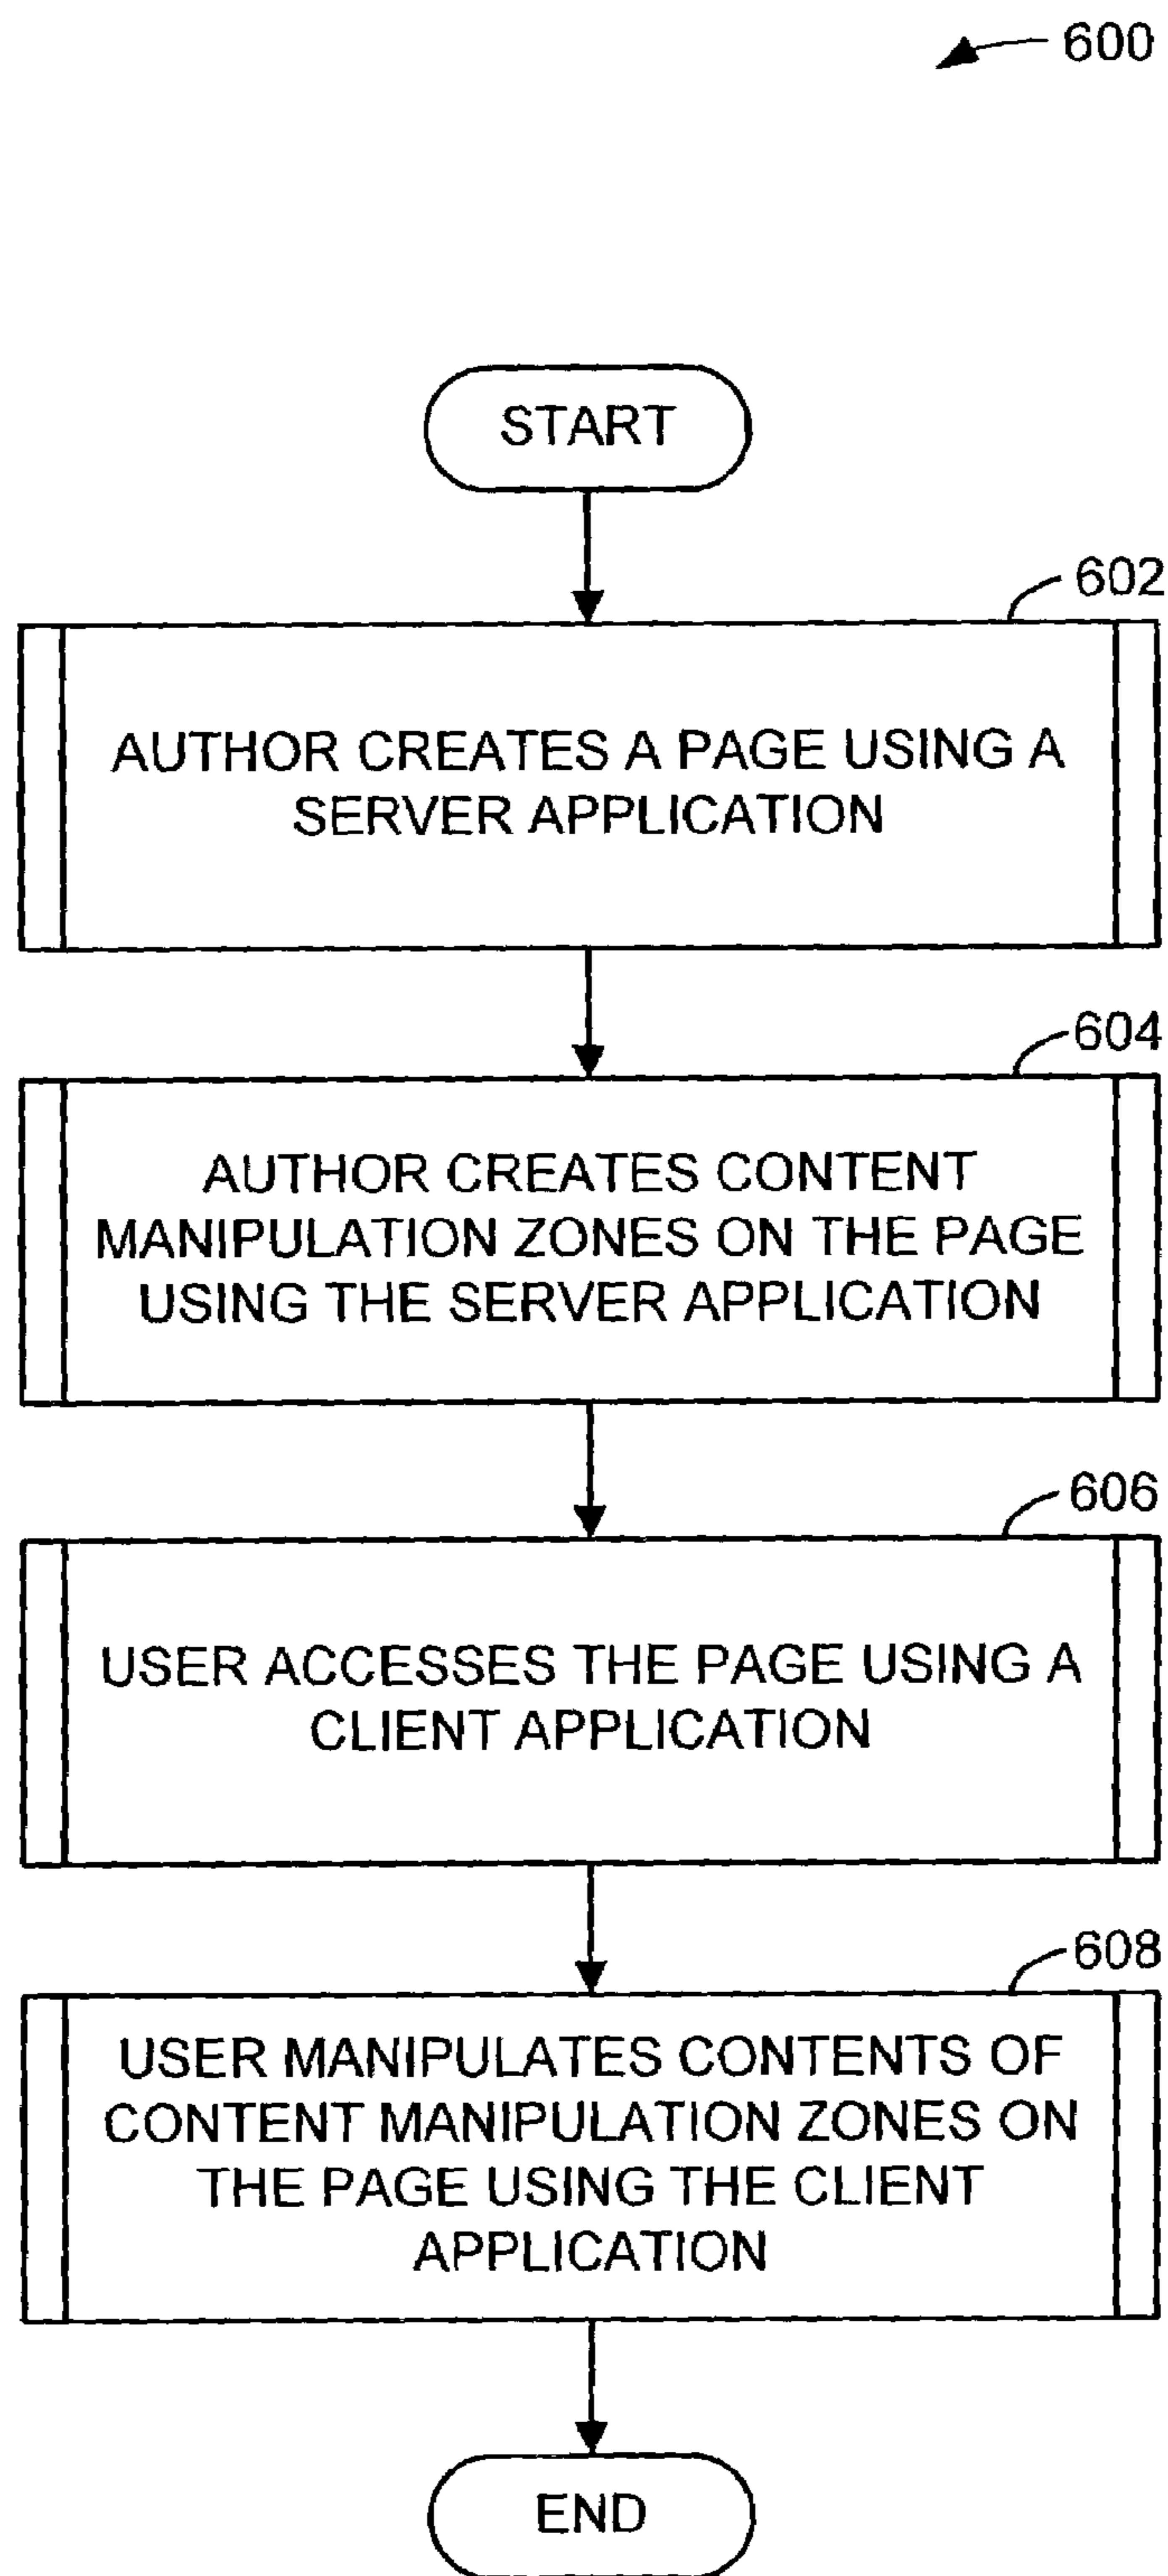 600
START
602
AUTHOR CREATES A PAGE USING A
SERVER APPLICATION
604
AUTHOR CREATES CONTENT
MANIPULATION ZONES ON THE PAGE
USING THE SERVER APPLICATION
606
USER ACCESSES THE PAGE USING A
CLIENT APPLICATION
608
USER MANIPULATES CONTENTS OF
CONTENT MANIPULATION ZONES ON
THE PAGE USING THE CLIENT
APPLICATION
END